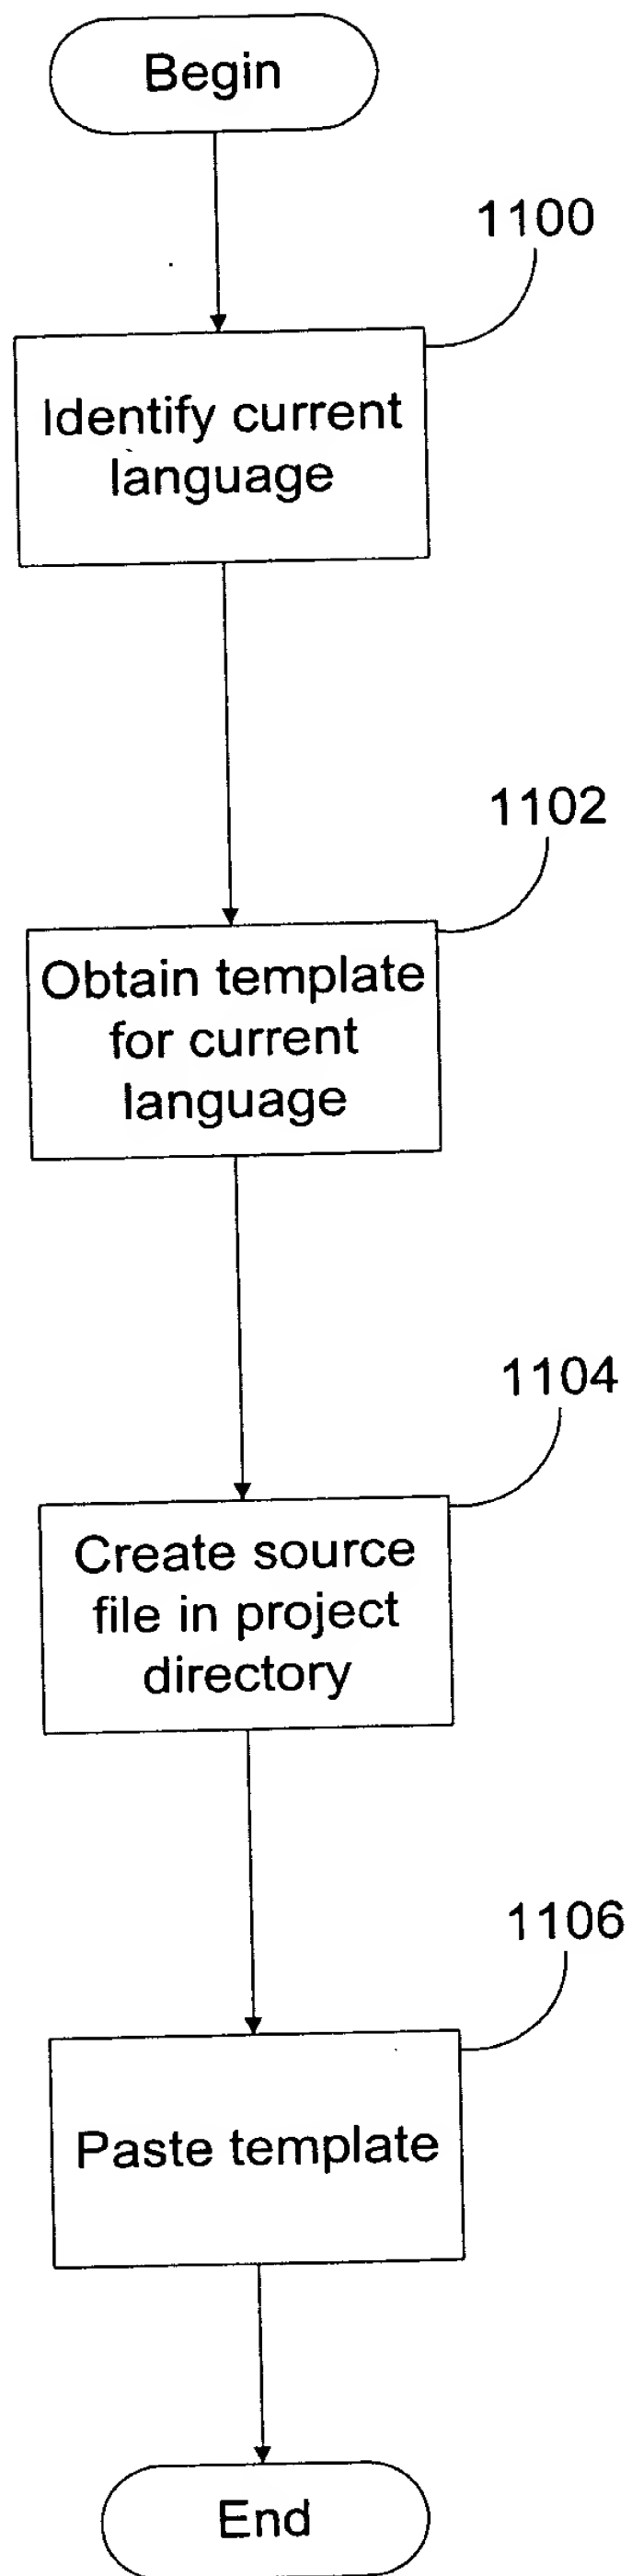 Begin
1100
Identify current
language
1102
Obtain template
for current
language
1104
Create source
file in project
directory
1106
Paste template
End